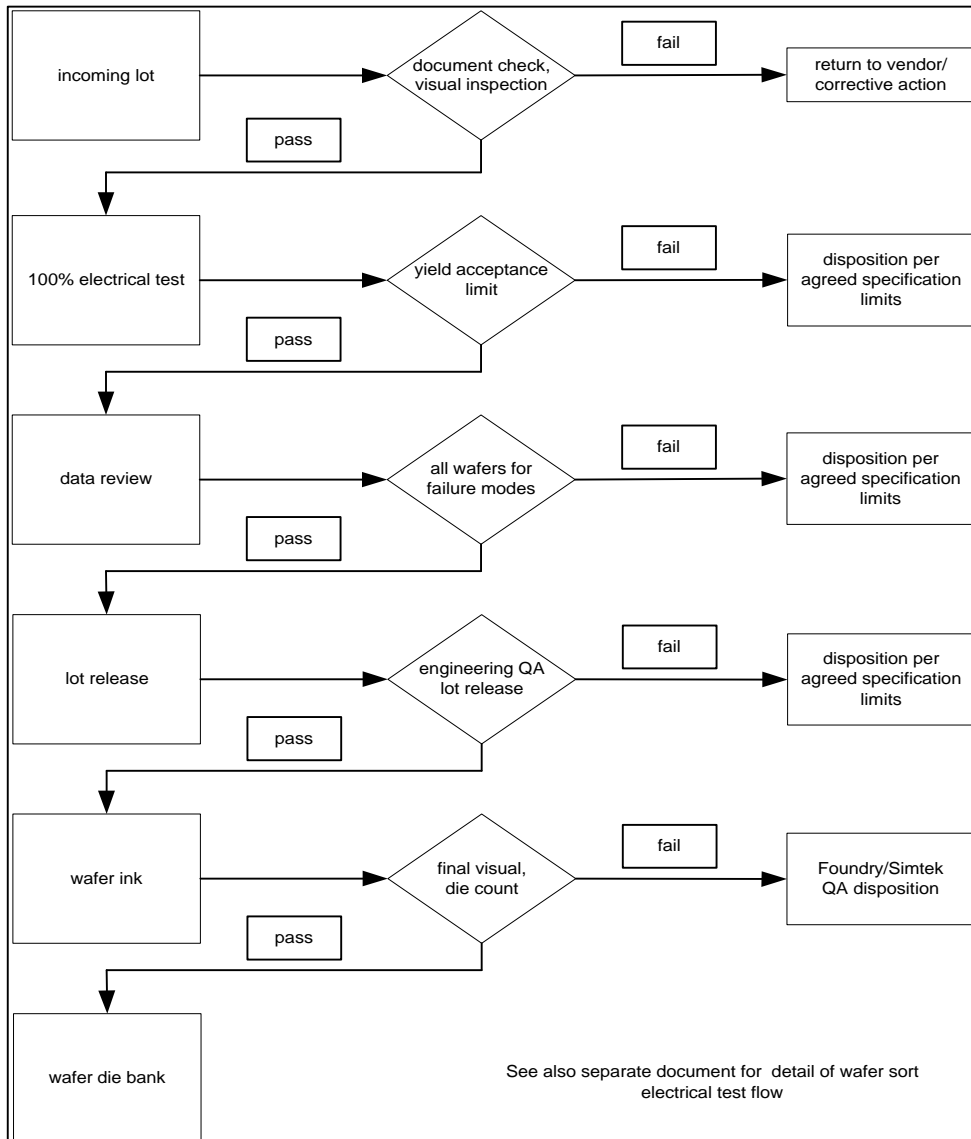 incoming lot
document check,
visual inspection
fail
return to vendor/
corrective action
pass
100% electrical test
yield acceptance
limit
fail
disposition per
agreed specification
limits
pass
data review
all wafers for
failure modes
fail
disposition per
agreed specification
limits
pass
lot release
engineering QA
lot release
fail
disposition per
agreed specification
limits
pass
wafer ink
final visual,
die count
fail
Foundry/Simtek
QA disposition
pass
wafer die bank
See also separate document for  detail of wafer sort
electrical test flow